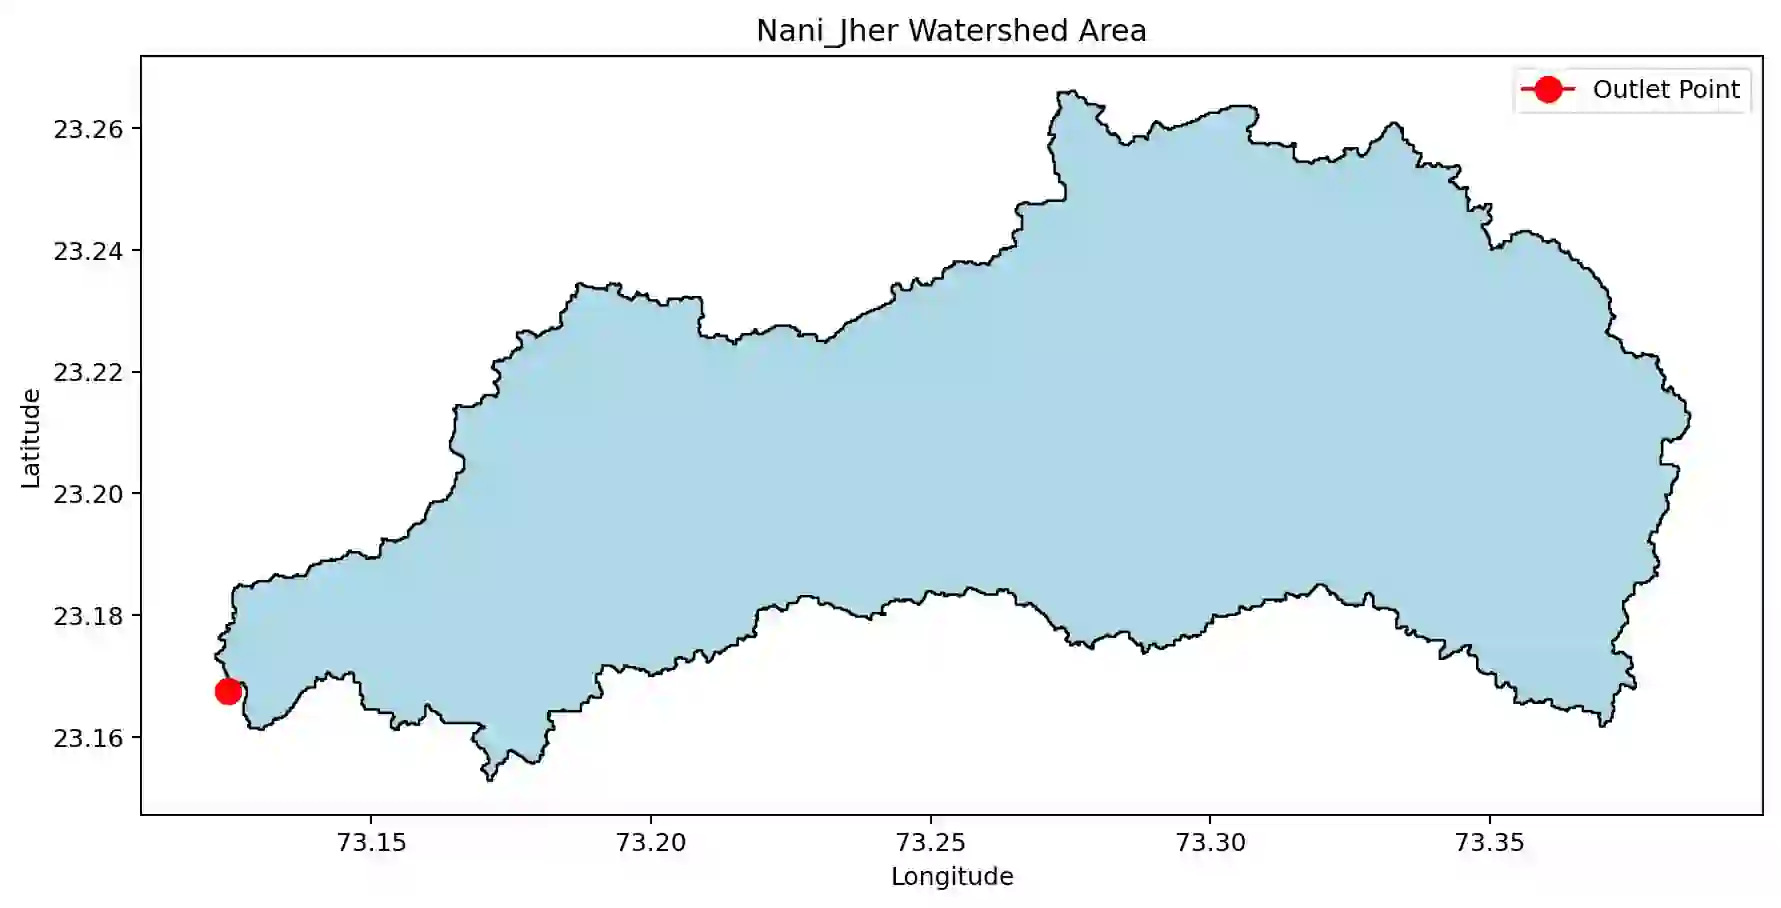 Nani_Jher Watershed Area
Outlet Point
23.26
23.24
23.22
23.20
23.18
23.16
Latitude
73.15 73.20 73.25 73.30 73.35
Longitude